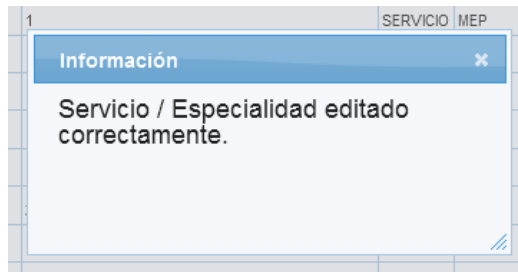 1 SERVICIO MEP
Información
Servicio / Especialidad editado
correctamente.